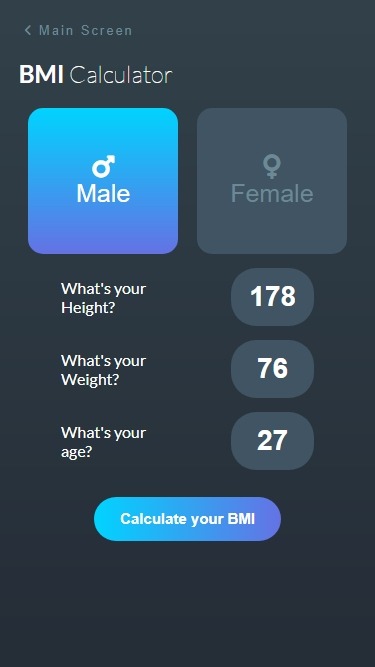 Main Screen
BMI Calculator
Male
Female
What's your
Height?
178
What's your
Weight?
76
What's your
age?
27
Calculate your BMI